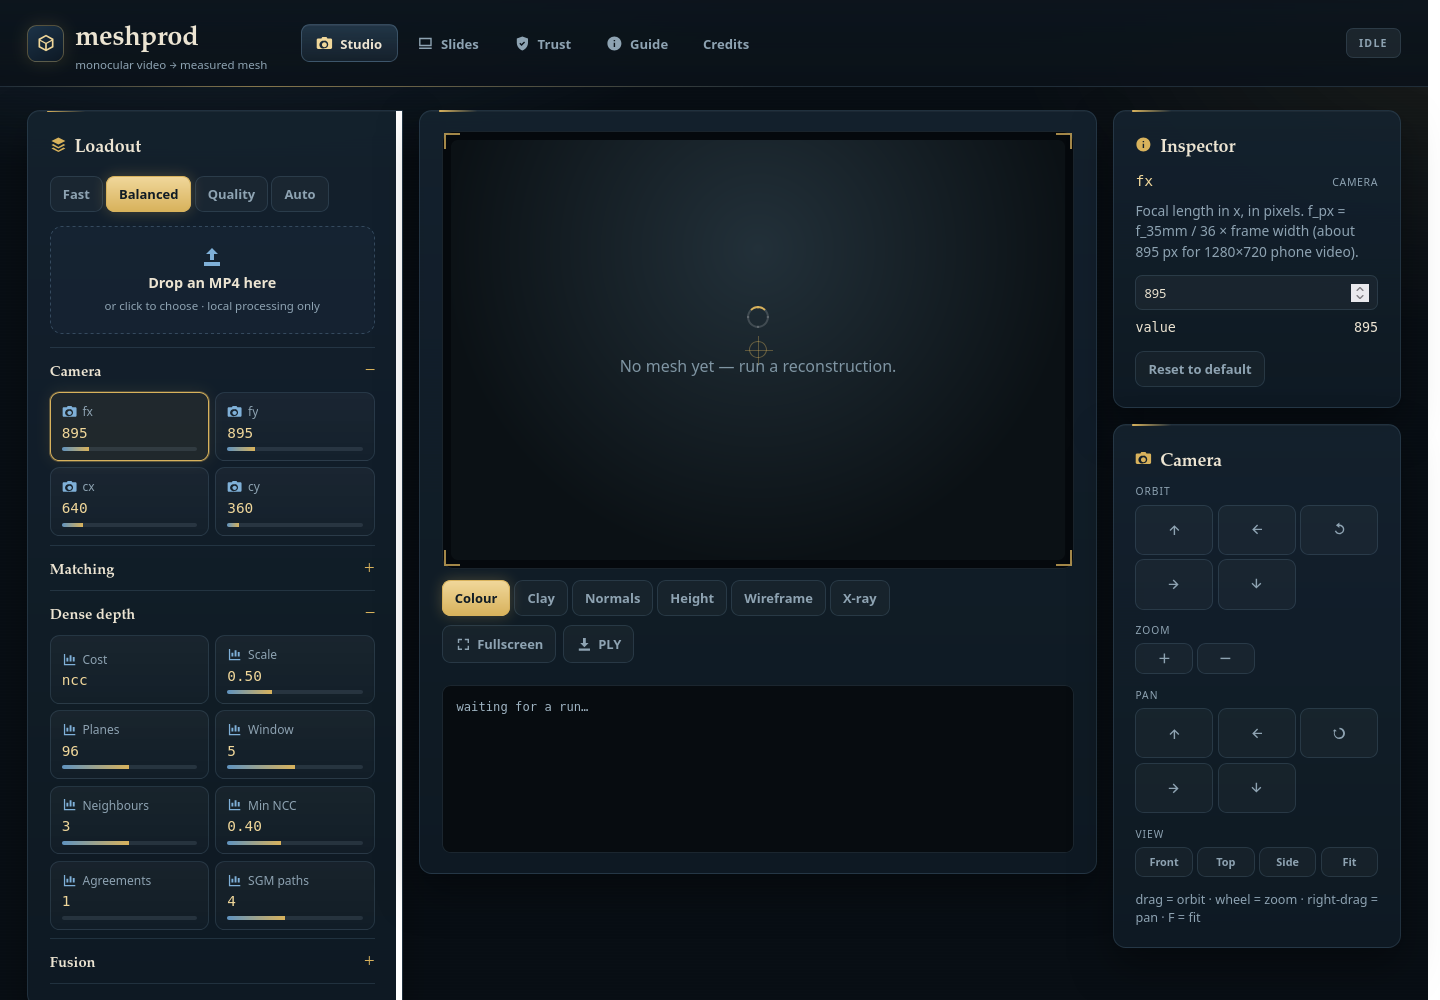 meshprod
monocular video → measured mesh
Studio
Slides
Trust
Guide
Credits
IDLE
Loadout
Fast
Balanced
Quality
Auto
Drop an MP4 here
or click to choose · local processing only
Camera
fx
895
fy
895
cx
640
cy
360
Matching
Dense depth
Cost
ncc
Scale
0.50
Planes
96
Window
5
Neighbours
3
Min NCC
0.40
Agreements
1
SGM paths
4
Fusion
No mesh yet — run a reconstruction.
Colour
Clay
Normals
Height
Wireframe
X-ray
Fullscreen
PLY
waiting for a run…
Inspector
fx
CAMERA
Focal length in x, in pixels. f_px =
f_35mm / 36 × frame width (about
895 px for 1280×720 phone video).
895
value 895
Reset to default
Camera
ORBIT
ZOOM
PAN
VIEW
Front
Top
Side
Fit
drag = orbit · wheel = zoom · right-drag =
pan · F = fit